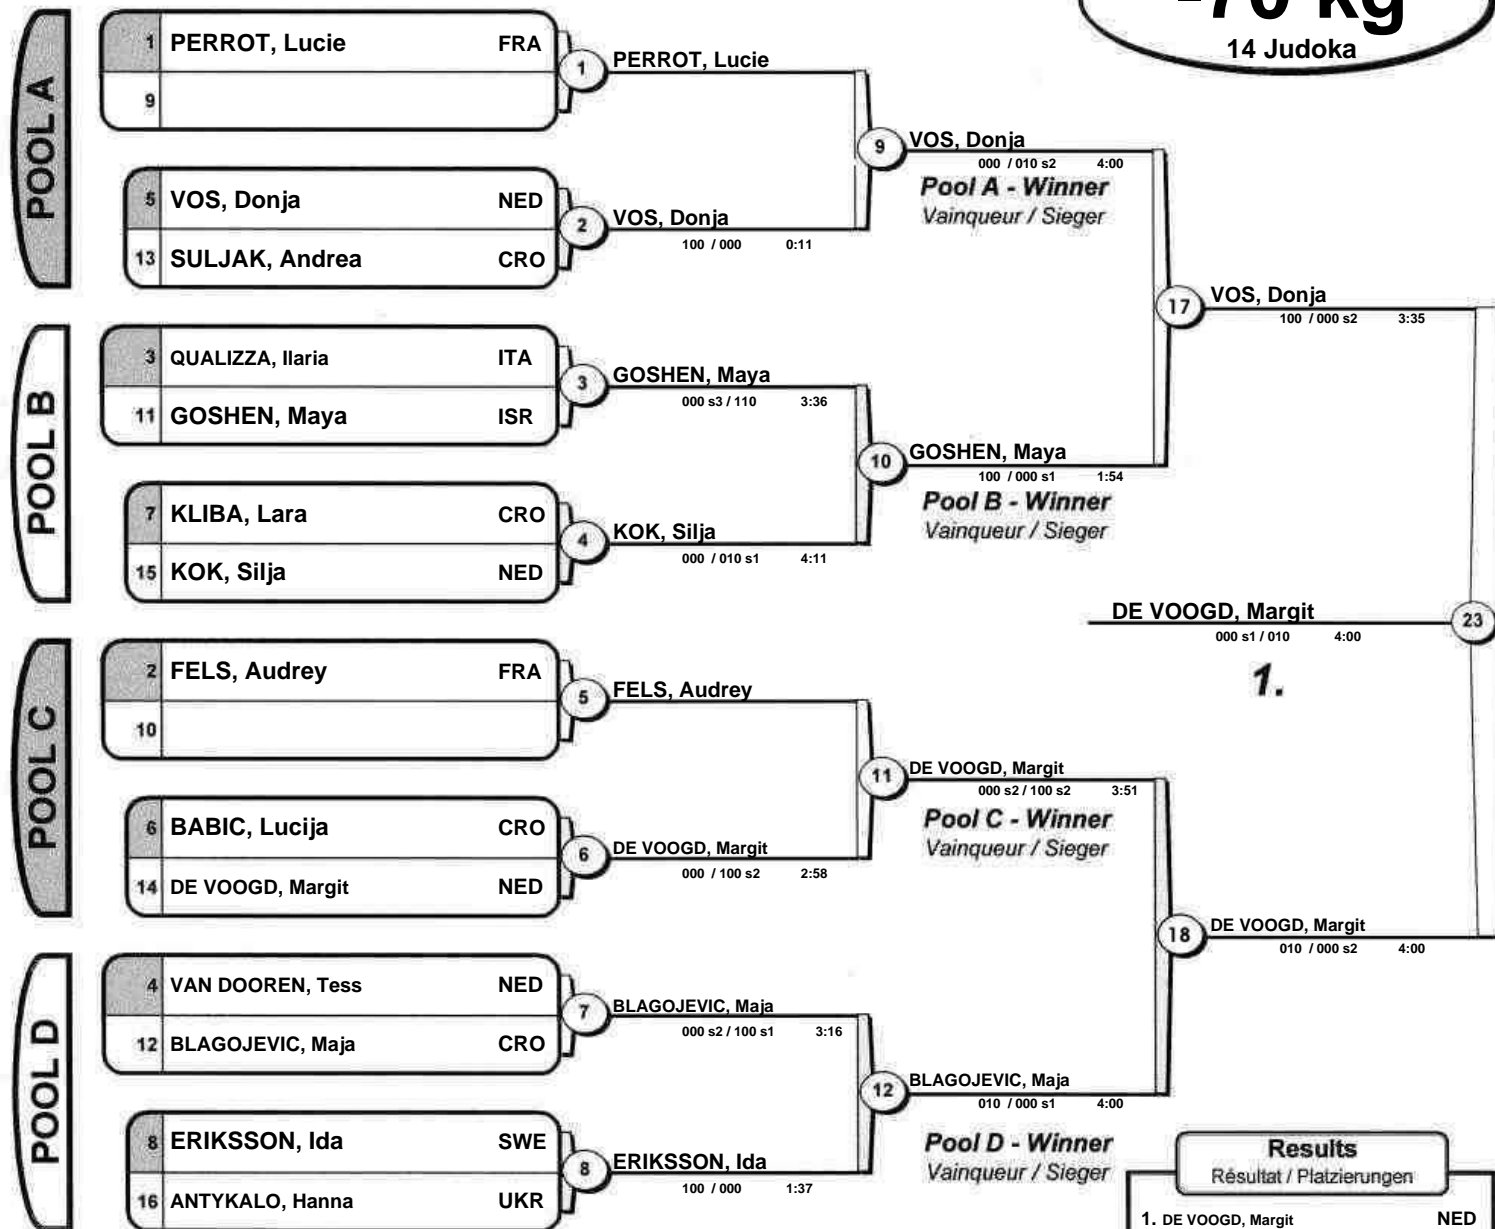 -70 kg
14 Judoka
POOL A
1 PERROT, Lucie FRA
9
1 PERROT, Lucie
5 VOS, Donja NED
13 SULJAK, Andrea CRO
2 VOS, Donja
100 / 000 0:11
9 VOS, Donja
000 / 010 s2 4:00
Pool A - Winner
Vainqueur / Sieger
POOL B
3 QUALIZZA, Ilaria ITA
11 GOSHEN, Maya ISR
3 GOSHEN, Maya
000 s3 / 110 3:36
7 KLIBA, Lara CRO
15 KOK, Silja NED
4 KOK, Silja
000 / 010 s1 4:11
10 GOSHEN, Maya
100 / 000 s1 1:54
Pool B - Winner
Vainqueur / Sieger
17 VOS, Donja
100 / 000 s2 3:35
DE VOOGD, Margit 23
000 s1 / 010 4:00
1.
POOL C
2 FELS, Audrey FRA
10
5 FELS, Audrey
6 BABIC, Lucija CRO
14 DE VOOGD, Margit NED
6 DE VOOGD, Margit
000 / 100 s2 2:58
11 DE VOOGD, Margit
000 s2 / 100 s2 3:51
Pool C - Winner
Vainqueur / Sieger
18 DE VOOGD, Margit
010 / 000 s2 4:00
POOL D
4 VAN DOOREN, Tess NED
12 BLAGOJEVIC, Maja CRO
7 BLAGOJEVIC, Maja
000 s2 / 100 s1 3:16
8 ERIKSSON, Ida SWE
16 ANTYKALO, Hanna UKR
8 ERIKSSON, Ida
100 / 000 1:37
12 BLAGOJEVIC, Maja
010 / 000 s1 4:00
Pool D - Winner
Vainqueur / Sieger
Results
Résultat / Platzierungen
1. DE VOOGD, Margit NED